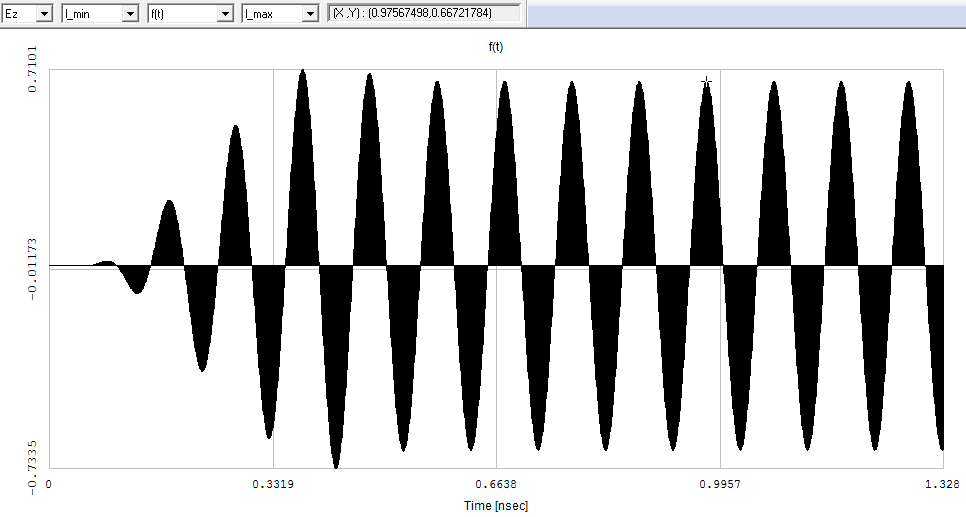 Ez I_min f(t) I_max (X ,Y) : (0.97567498,0.66721784)
f(t)
0.7101
-0.01173
-0.7335
0 0.3319 0.6638 0.9957 1.328
Time [nsec]